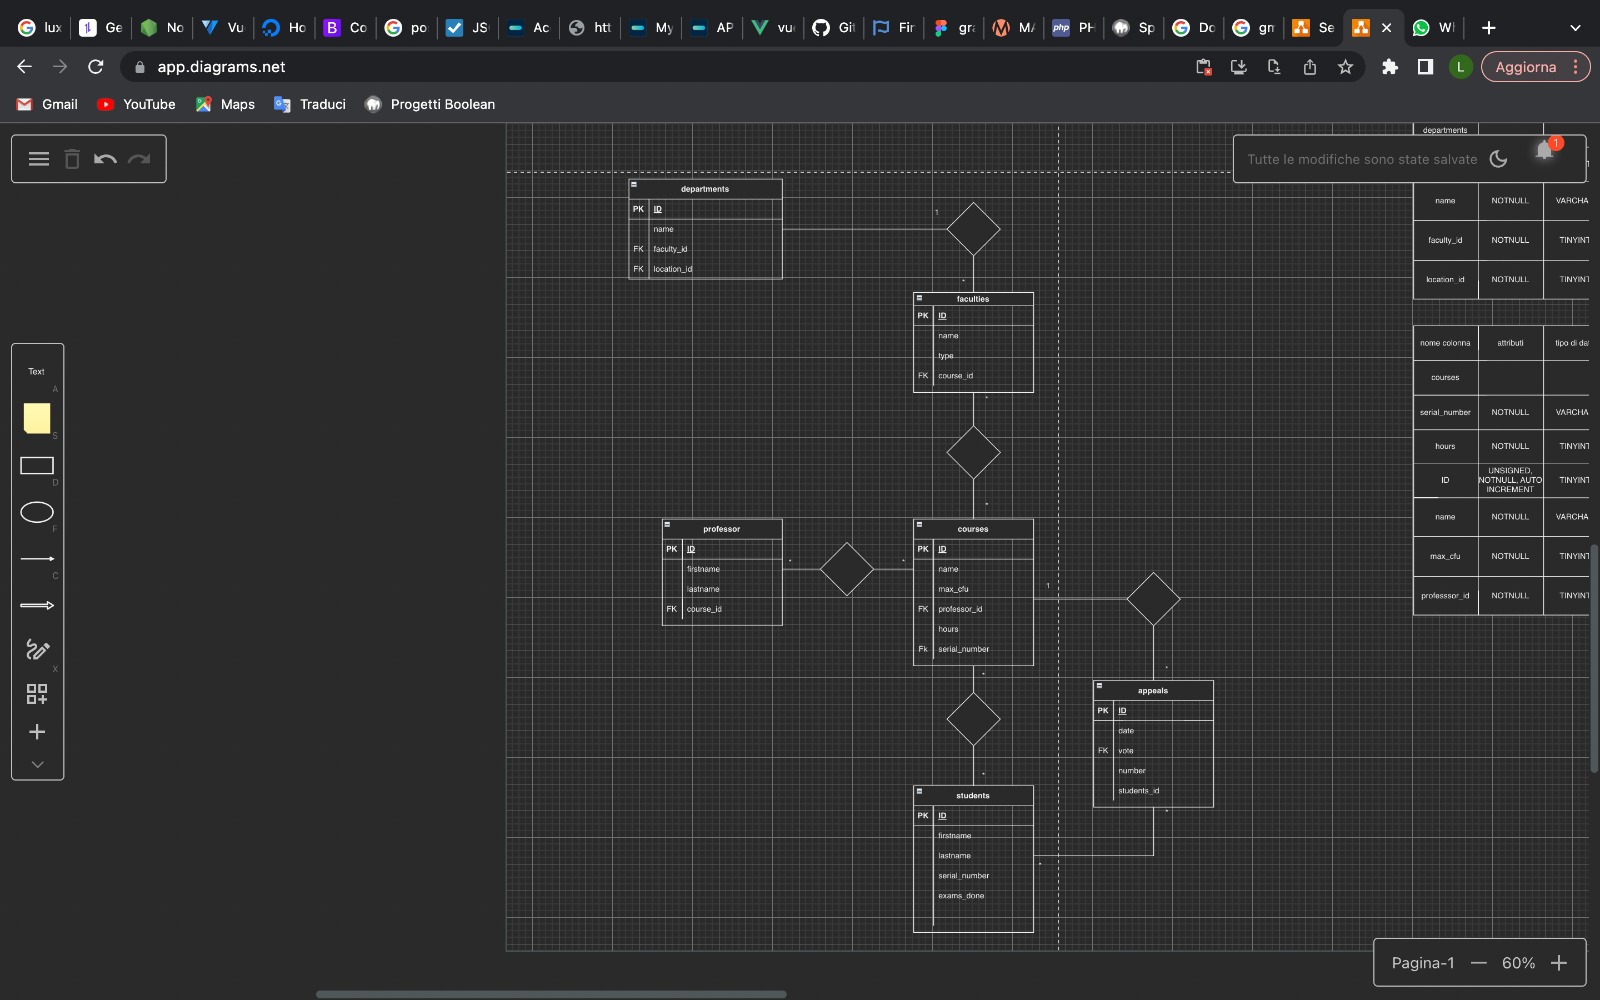 lux
Ge
No
Vu
Ho
Co
po
JS
Ac
htt
My
AP
vu
Git
Fir
gra
MA
PH
Sp
Do
gr
Se
W
app.diagrams.net
L
Aggiorna
Gmail
YouTube
Maps
Traduci
Progetti Boolean
Tutte le modifiche sono state salvate
1
Text
A
S
D
F
C
X
departments
PK ID
name
FK faculty_id
FK location_id
1
*
faculties
PK ID
name
type
FK course_id
*
*
professor
PK ID
firstname
lastname
FK course_id
*
*
courses
PK ID
name
max_cfu
FK professor_id
hours
Fk serial_number
1
*
appeals
PK ID
date
FK vote
number
students_id
*
*
*
*
students
PK ID
firstname
lastname
serial_number
exams_done
departments
name NOTNULL VARCHA
faculty_id NOTNULL TINYINT
location_id NOTNULL TINYINT
nome colonna attributi tipo di dat
courses
serial_number NOTNULL VARCHA
hours NOTNULL TINYINT
ID UNSIGNED, NOTNULL, AUTO INCREMENT TINYINT
name NOTNULL VARCHA
max_cfu NOTNULL TINYINT
professsor_id NOTNULL TINYINT
Pagina-1
60%